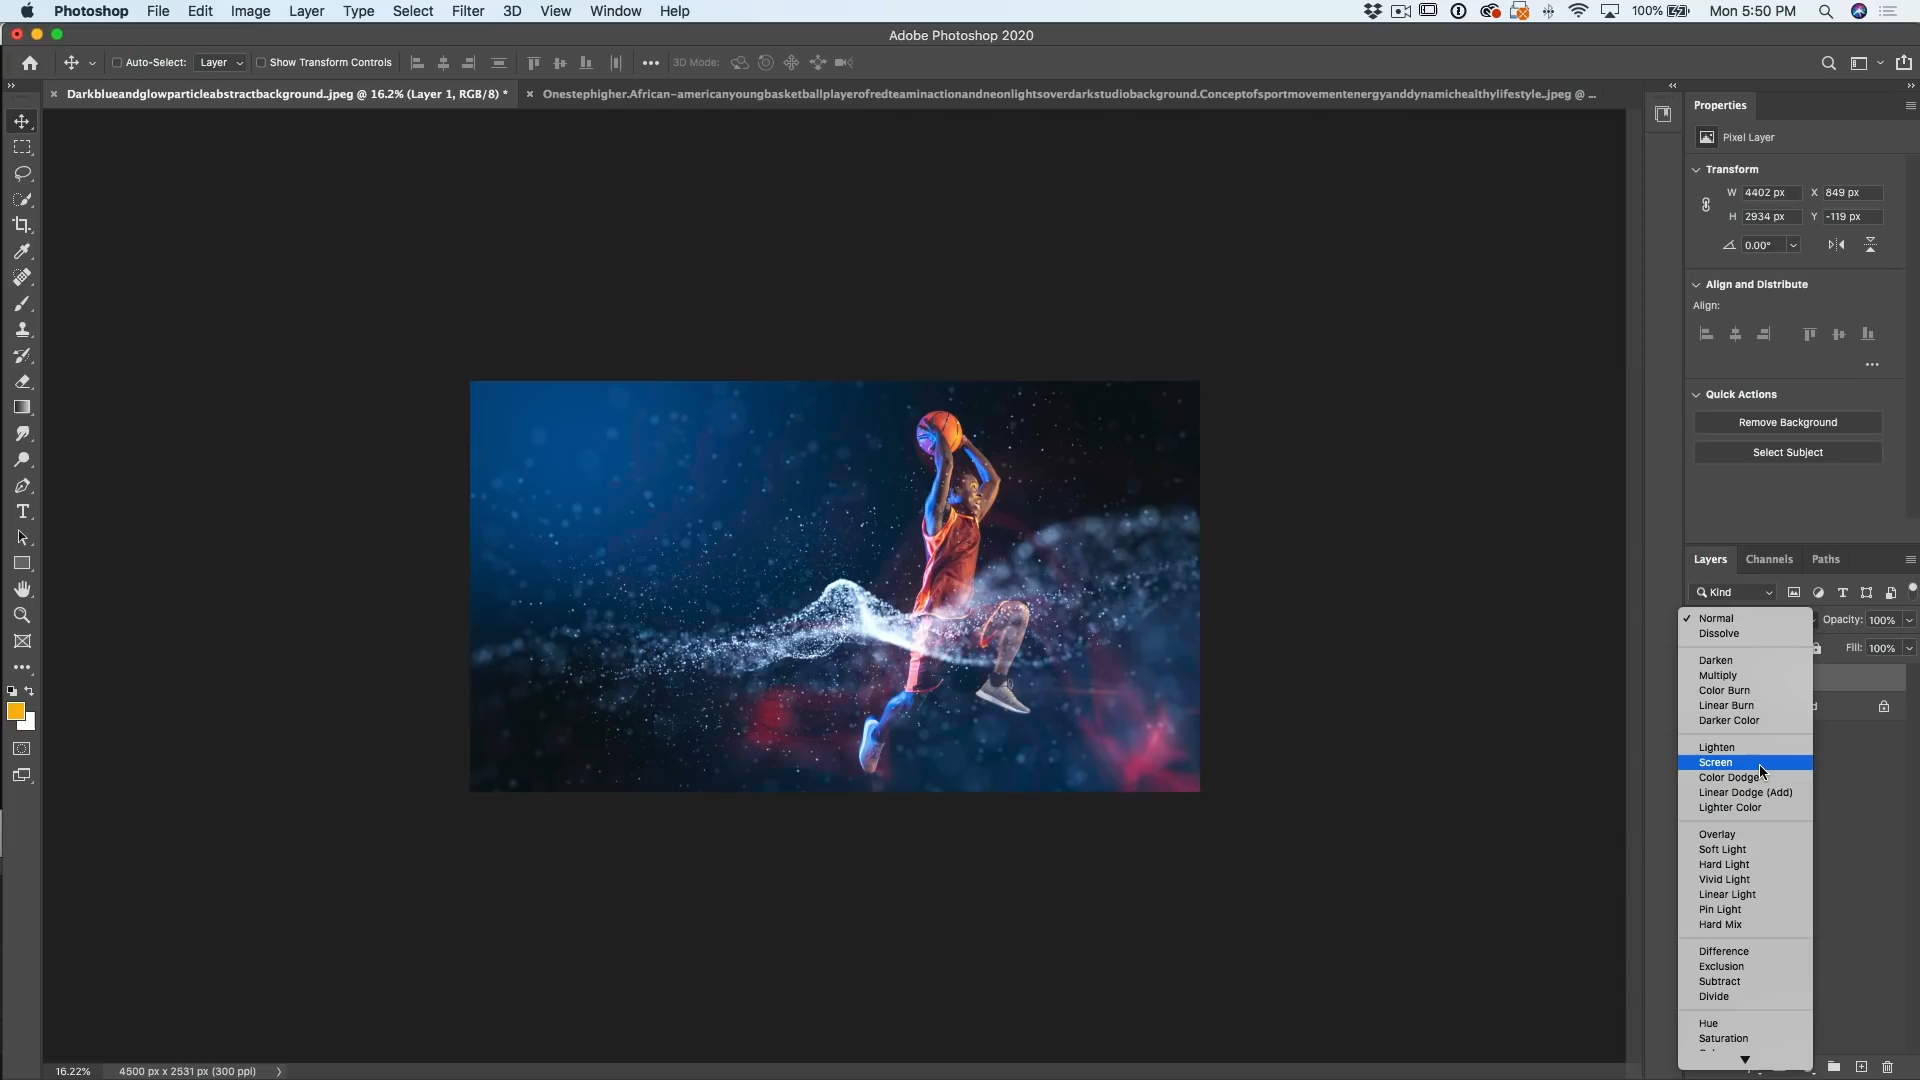 Photoshop File Edit Image Layer Type Select Filter 3D View Window Help 100% Mon 5:50 PM
Adobe Photoshop 2020
Auto-Select: Layer Show Transform Controls 3D Mode:
Darkblueandglowparticleabstractbackground..jpeg @ 16.2% (Layer 1, RGB/8) * Onestephigher.African-americanyoungbasketballplayerofredteaminactionandneonlightsoverdarkstudiobackground.Conceptofsportmovementenergyanddynamichealthylifestyle..jpeg @ ...
Properties
Pixel Layer
Transform
W 4402 px X 849 px
H 2934 px Y -119 px
0.00°
Align and Distribute
Align:
Quick Actions
Remove Background
Select Subject
Layers Channels Paths
Kind
Normal
Opacity: 100%
Dissolve
Fill: 100%
Darken
Multiply
Color Burn
Linear Burn
Darker Color
Lighten
Screen
Color Dodge
Linear Dodge (Add)
Lighter Color
Overlay
Soft Light
Hard Light
Vivid Light
Linear Light
Pin Light
Hard Mix
Difference
Exclusion
Subtract
Divide
Hue
Saturation
16.22% 4500 px x 2531 px (300 ppi)